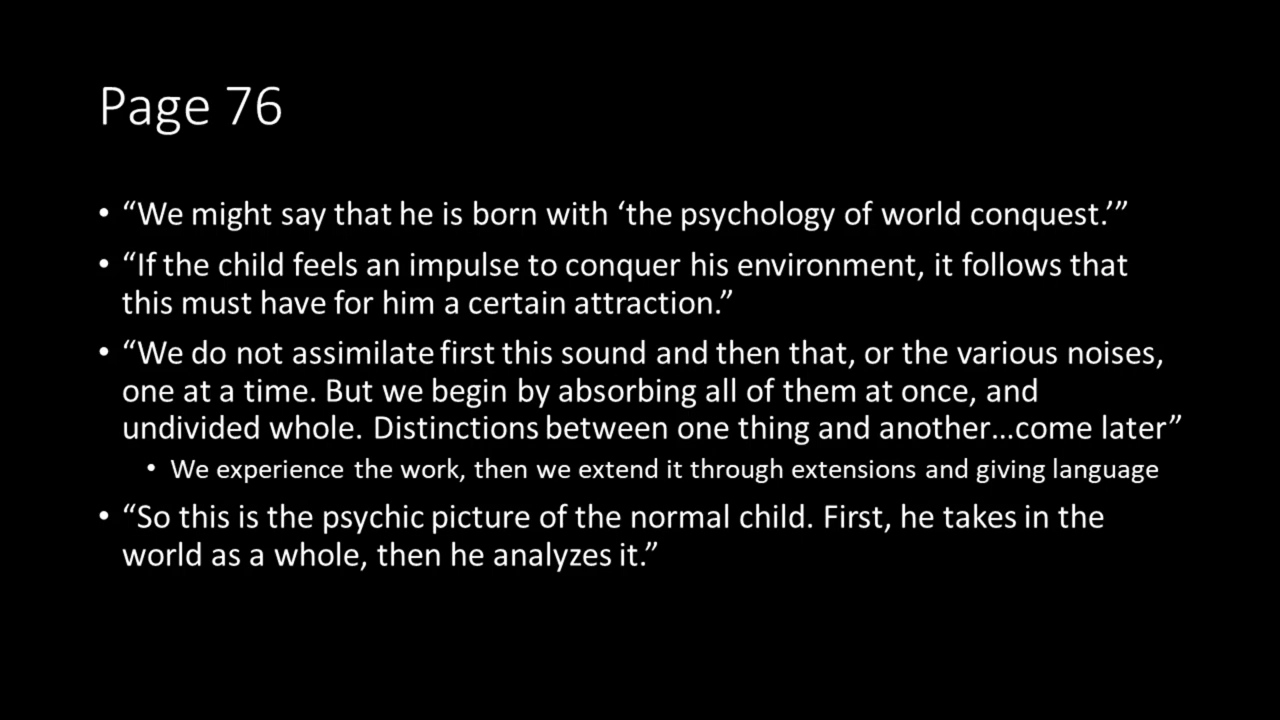 Page 76
• “We might say that he is born with ‘the psychology of world conquest.’”
• “If the child feels an impulse to conquer his environment, it follows that
this must have for him a certain attraction.”
• “We do not assimilate first this sound and then that, or the various noises,
one at a time. But we begin by absorbing all of them at once, and
undivided whole. Distinctions between one thing and another…come later”
• We experience the work, then we extend it through extensions and giving language
• “So this is the psychic picture of the normal child. First, he takes in the
world as a whole, then he analyzes it.”